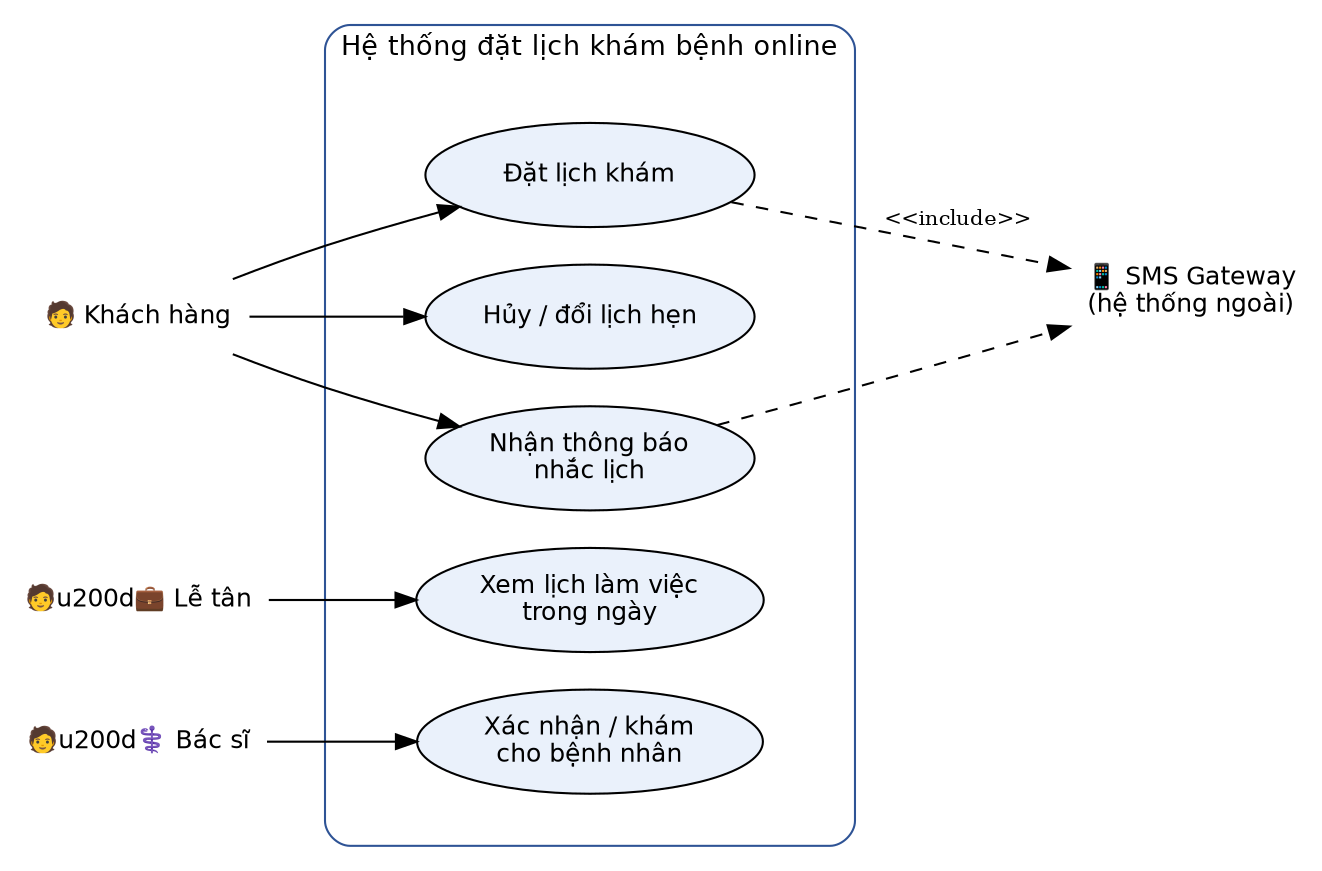 Hệ thống đặt lịch khám bệnh online
Đặt lịch khám
<<include>>
📱 SMS Gateway
(hệ thống ngoài)
🧑 Khách hàng
Hủy / đổi lịch hẹn
Nhận thông báo
nhắc lịch
🧑u200d💼 Lễ tân
Xem lịch làm việc
trong ngày
🧑u200d⚕️ Bác sĩ
Xác nhận / khám
cho bệnh nhân